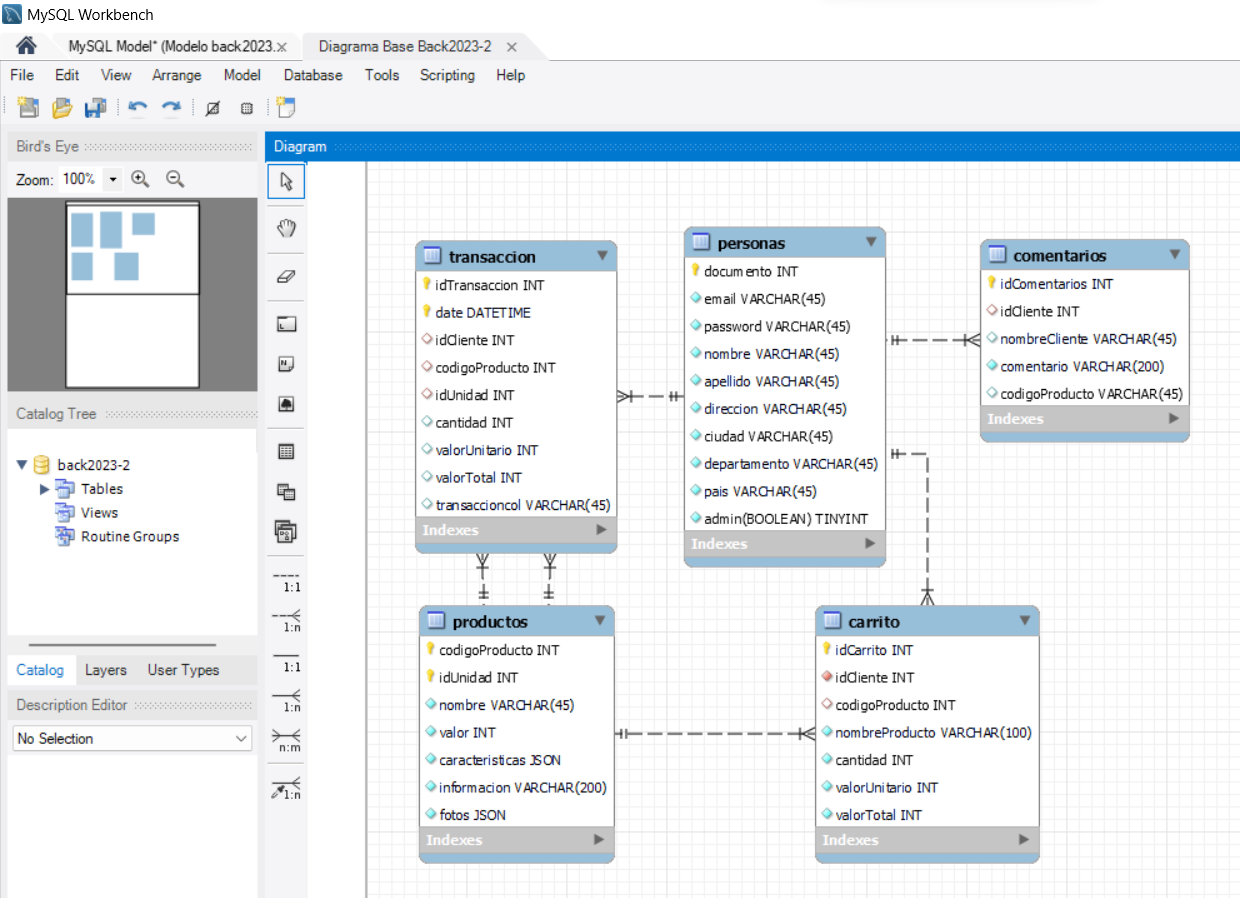 MySQL Workbench
MySQL Model* (Modelo back2023.
Diagrama Base Back2023-2
File Edit View Arrange Model Database Tools Scripting Help
Bird's Eye
Zoom: 100%
Catalog Tree
back2023-2
Tables
Views
Routine Groups
Catalog Layers User Types
Description Editor
No Selection
1:1
1:n
1:1
1:n
n:m
1:n
Diagram
transaccion
idTransaccion INT
date DATETIME
idCliente INT
codigoProducto INT
idUnidad INT
cantidad INT
valorUnitario INT
valorTotal INT
transaccioncol VARCHAR(45)
Indexes
personas
documento INT
email VARCHAR(45)
password VARCHAR(45)
nombre VARCHAR(45)
apellido VARCHAR(45)
direccion VARCHAR(45)
ciudad VARCHAR(45)
departamento VARCHAR(45)
pais VARCHAR(45)
admin(BOOLEAN) TINYINT
Indexes
comentarios
idComentarios INT
idCliente INT
nombreCliente VARCHAR(45)
comentario VARCHAR(200)
codigoProducto VARCHAR(45)
Indexes
productos
codigoProducto INT
idUnidad INT
nombre VARCHAR(45)
valor INT
caracteristicas JSON
informacion VARCHAR(200)
fotos JSON
Indexes
carrito
idCarrito INT
idCliente INT
codigoProducto INT
nombreProducto VARCHAR(100)
cantidad INT
valorUnitario INT
valorTotal INT
Indexes